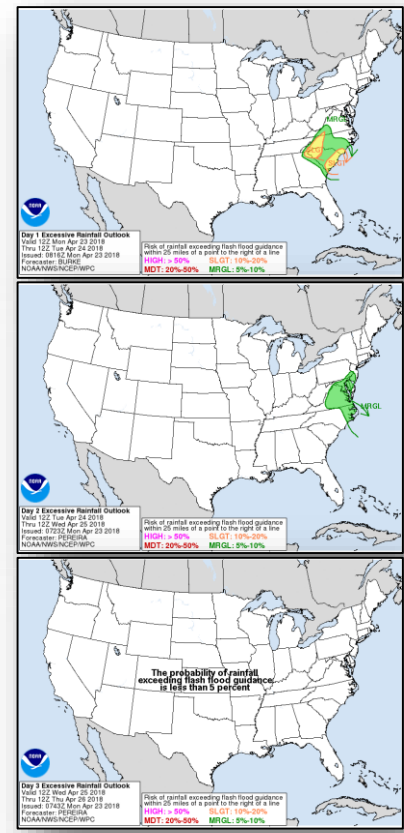 MRGL
SLGT
SLGT
NOAA
Day 1 Excessive Rainfall Outlook
Valid 12Z Mon Apr 23 2018
Thru 12Z Tue Apr 24 2018
Issued: 0816Z Mon Apr 23 2018
Forecaster: BURKE
NOAA/NWS/NCEP/WPC
Risk of rainfall exceeding flash flood guidance
within 25 miles of a point to the right of a line
HIGH: > 50% SLGT: 10%-20%
MDT: 20%-50% MRGL: 5%-10%
MRGL
NOAA
Day 2 Excessive Rainfall Outlook
Valid 12Z Tue Apr 24 2018
Thru 12Z Wed Apr 25 2018
Issued: 0723Z Mon Apr 23 2018
Forecaster: PEREIRA
NOAA/NWS/NCEP/WPC
Risk of rainfall exceeding flash flood guidance
within 25 miles of a point to the right of a line
HIGH: > 50% SLGT: 10%-20%
MDT: 20%-50% MRGL: 5%-10%
The probability of rainfall
exceeding flash flood guidance
is less than 5 percent
NOAA
Day 3 Excessive Rainfall Outlook
Valid 12Z Wed Apr 25 2018
Thru 12Z Thu Apr 26 2018
Issued: 0743Z Mon Apr 23 2018
Forecaster: PEREIRA
NOAA/NWS/NCEP/WPC
Risk of rainfall exceeding flash flood guidance
within 25 miles of a point to the right of a line
HIGH: > 50% SLGT: 10%-20%
MDT: 20%-50% MRGL: 5%-10%